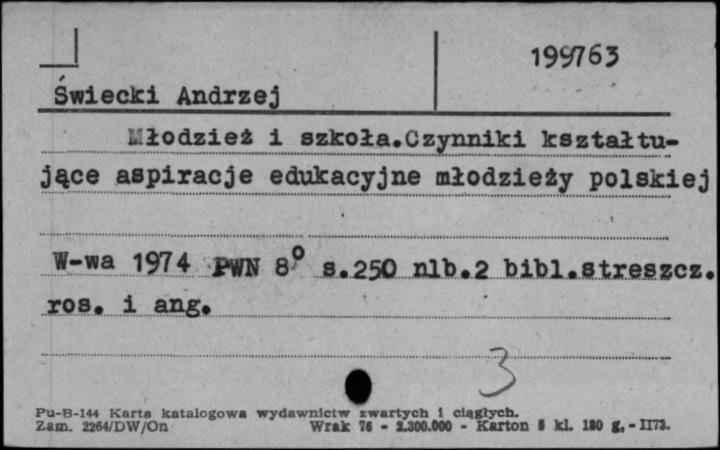 199763
Świecki Andrzej
Młodzież i szkoła.Czynniki kształtu-
jące aspiracje edukacyjne młodzieży polskiej
W-wa 1974 PWN 8° s.250 nlb.2 bibl.streszcz.
ros. i ang.
3
Pu-B-144 Karta katalogowa wydawnictw zwartych i ciągłych.
Zam. 2264/DW/On Wrak 76 - 2.300.000 - Karton 5 kl. 180 g. - II73.